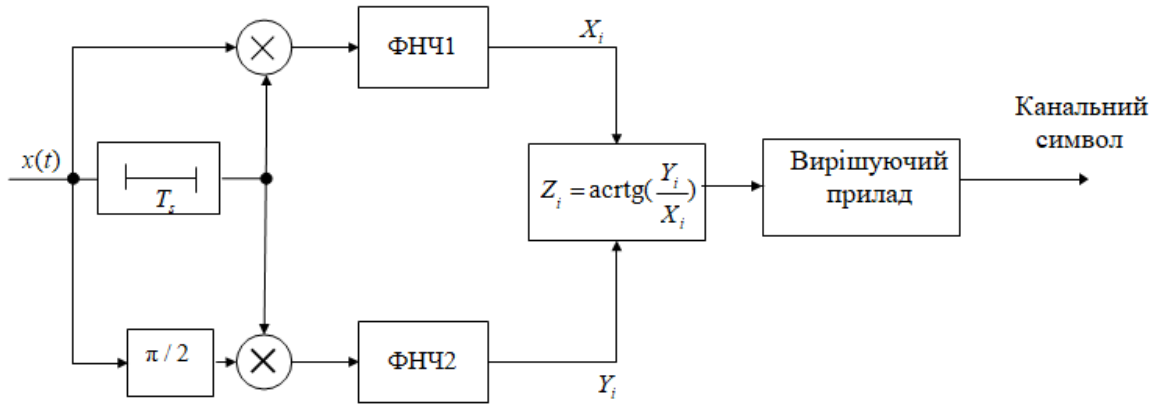 ФНЧ1
X_i
Канальний
символ
x(t)
T_s
Z_i = acrtg(Y_i / X_i)
Вирішуючий
прилад
π / 2
ФНЧ2
Y_i